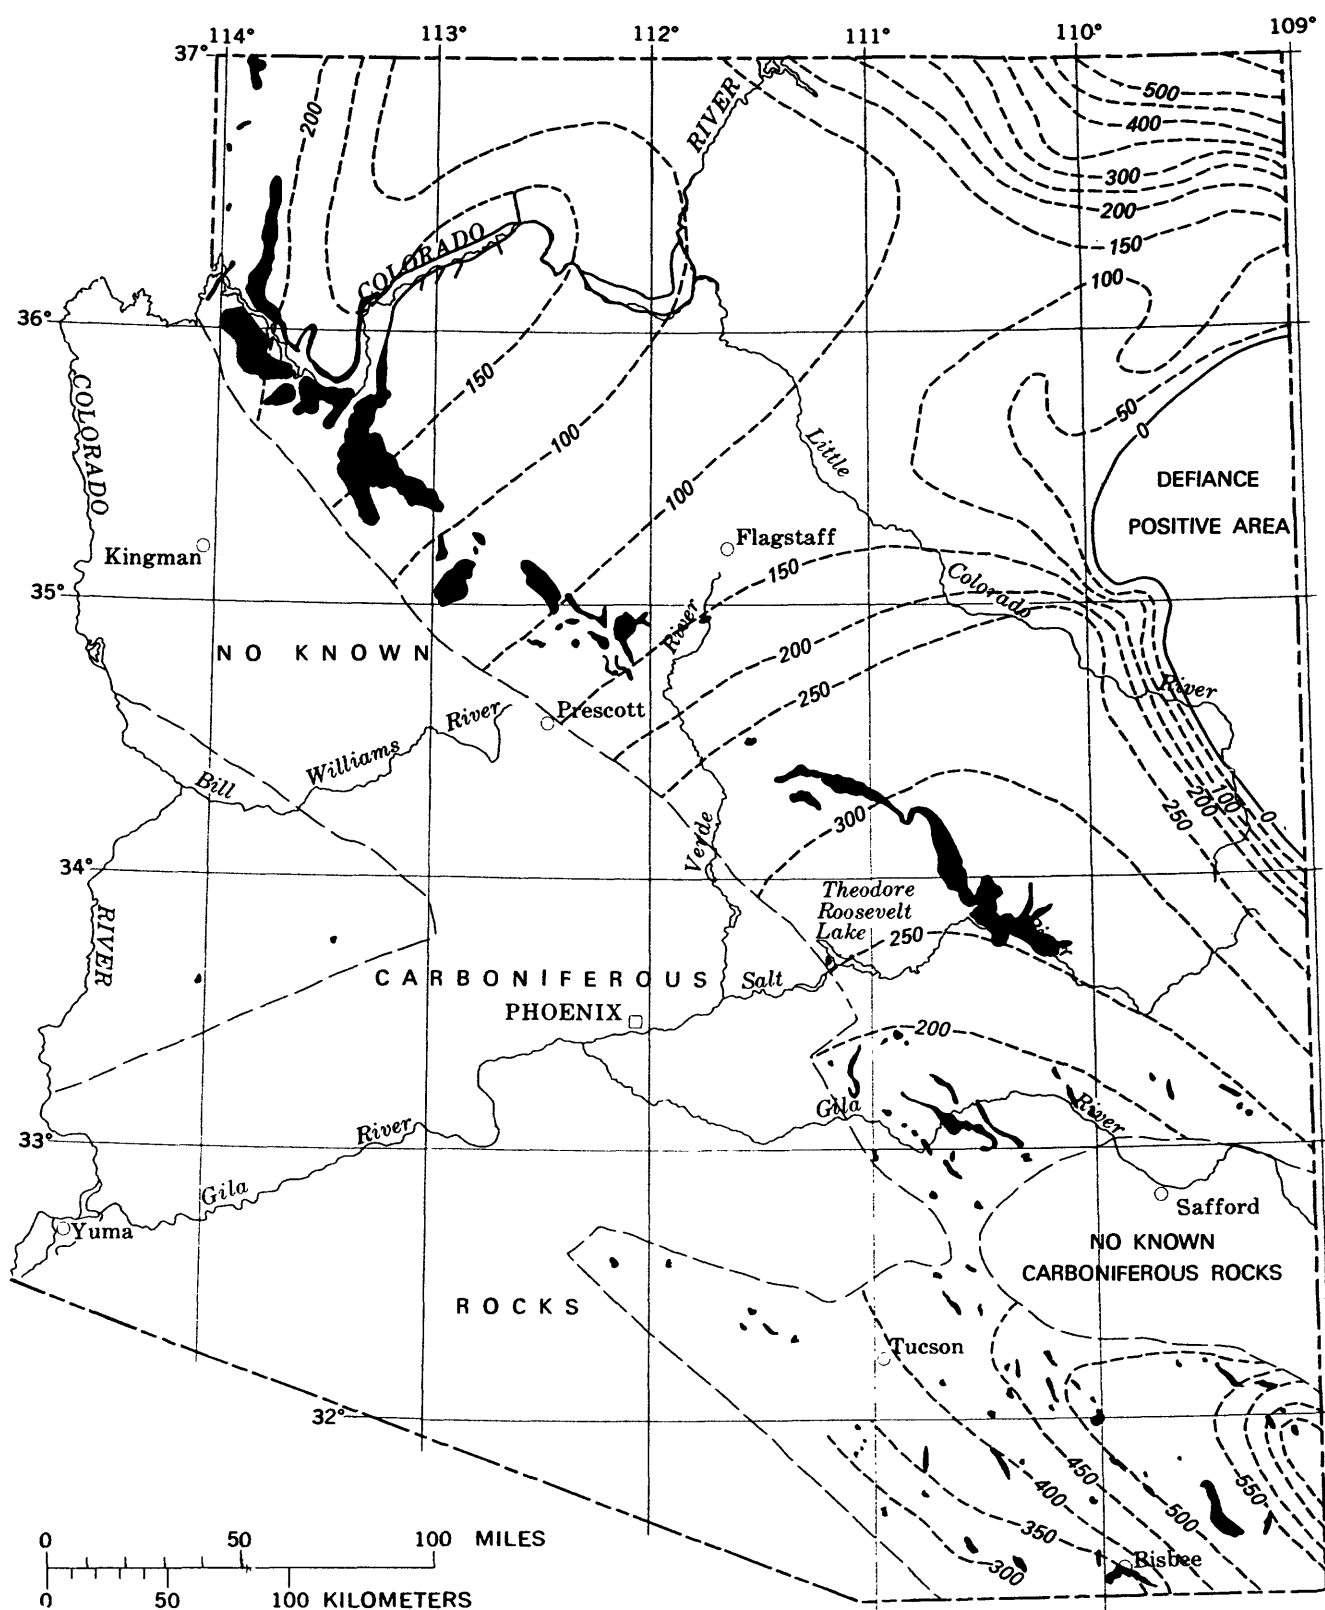 114°
113°
112°
111°
110°
109°
37°
RIVER
500
400
200
300
200
150
COLORADO
100
36°
COLORADO
150
50
0
100
Little
DEFIANCE
100
POSITIVE AREA
Flagstaff
Kingman
150
Colorado
35°
River
NO KNOWN
200
250
River
River
Prescott
Williams
Bill
100
200
250
0
300
Verde
34°
Theodore
Roosevelt
Lake
250
RIVER
CARBONIFEROUS
Salt
PHOENIX
200
Gila
River
33°
River
Gila
Safford
Yuma
NO KNOWN
CARBONIFEROUS ROCKS
ROCKS
Tucson
32°
450
400
550
500
350
300
Bisbee
0 50 100 MILES
0 50 100 KILOMETERS